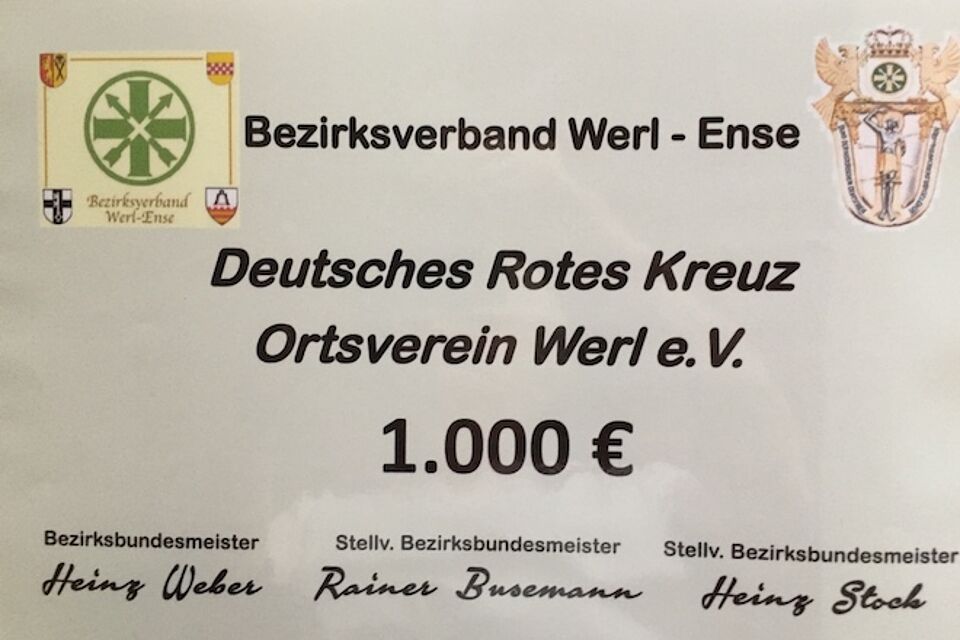 Bezirksverband Werl - Ense
Bezirksverband
Werl-Ense
Deutsches Rotes Kreuz
Ortsverein Werl e.V.
1.000 €
Bezirksbundesmeister
Heinz Weber
Stellv. Bezirksbundesmeister
Rainer Busemann
Stellv. Bezirksbundesmeister
Heinz Stock